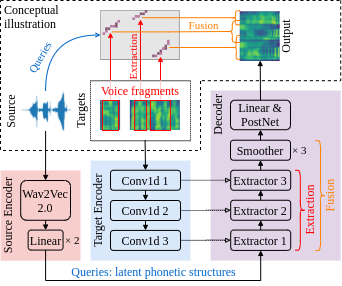 Conceptual
illustration
Queries
Fusion
Extraction
Output
Source
Targets
Voice fragments
Decoder
Linear &
PostNet
Smoother
× 3
Source Encoder
Wav2Vec
2.0
Linear
× 2
Target Encoder
Conv1d 1
Conv1d 2
Conv1d 3
Extractor 3
Extractor 2
Extractor 1
Extraction
Fusion
Queries: latent phonetic structures